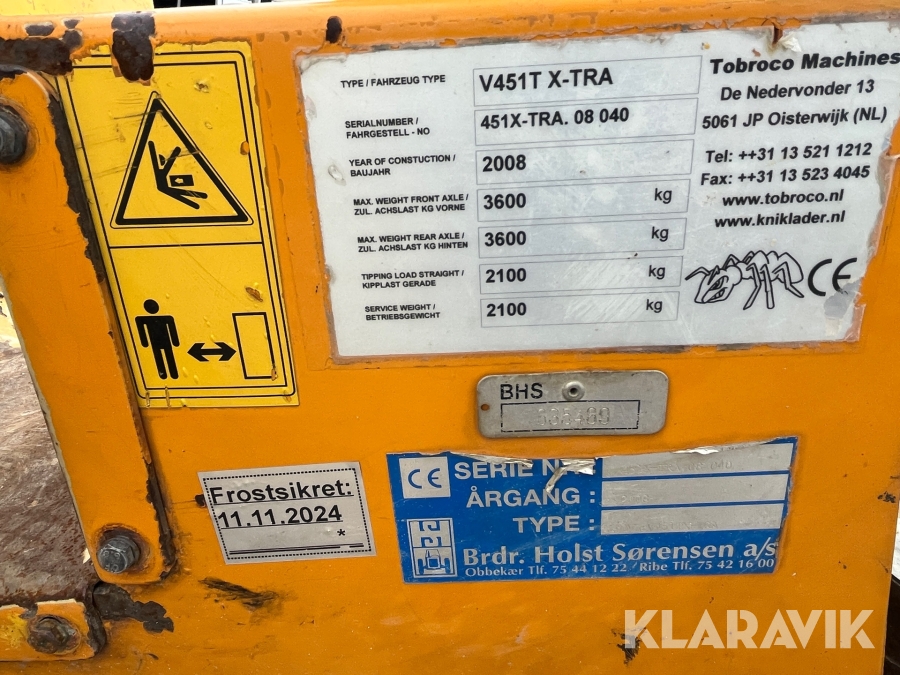 TYPE / FAHRZEUG TYPE
V451T X-TRA
SERIALNUMBER /
FAHRGESTELL - NO
451X-TRA. 08 040
YEAR OF CONSTUCTION /
BAUJAHR
2008
MAX. WEIGHT FRONT AXLE /
ZUL. ACHSLAST KG VORNE
3600 kg
MAX. WEIGHT REAR AXLE /
ZUL. ACHSLAST KG HINTEN
3600 kg
TIPPING LOAD STRAIGHT /
KIPPLAST GERADE
2100 kg
SERVICE WEIGHT /
BETRIEBSGEWICHT
2100 kg
Tobroco Machines
De Nedervonder 13
5061 JP Oisterwijk (NL)
Tel: ++31 13 521 1212
Fax: ++31 13 523 4045
www.tobroco.nl
www.kniklader.nl
CE
BHS
Frostsikret:
11.11.2024
*
CE
SERIE N
ÅRGANG :
TYPE :
Brdr. Holst Sørensen a/s
Obbekær Tlf. 75 44 12 22 / Ribe Tlf. 75 42 16 00
KLARAVIK